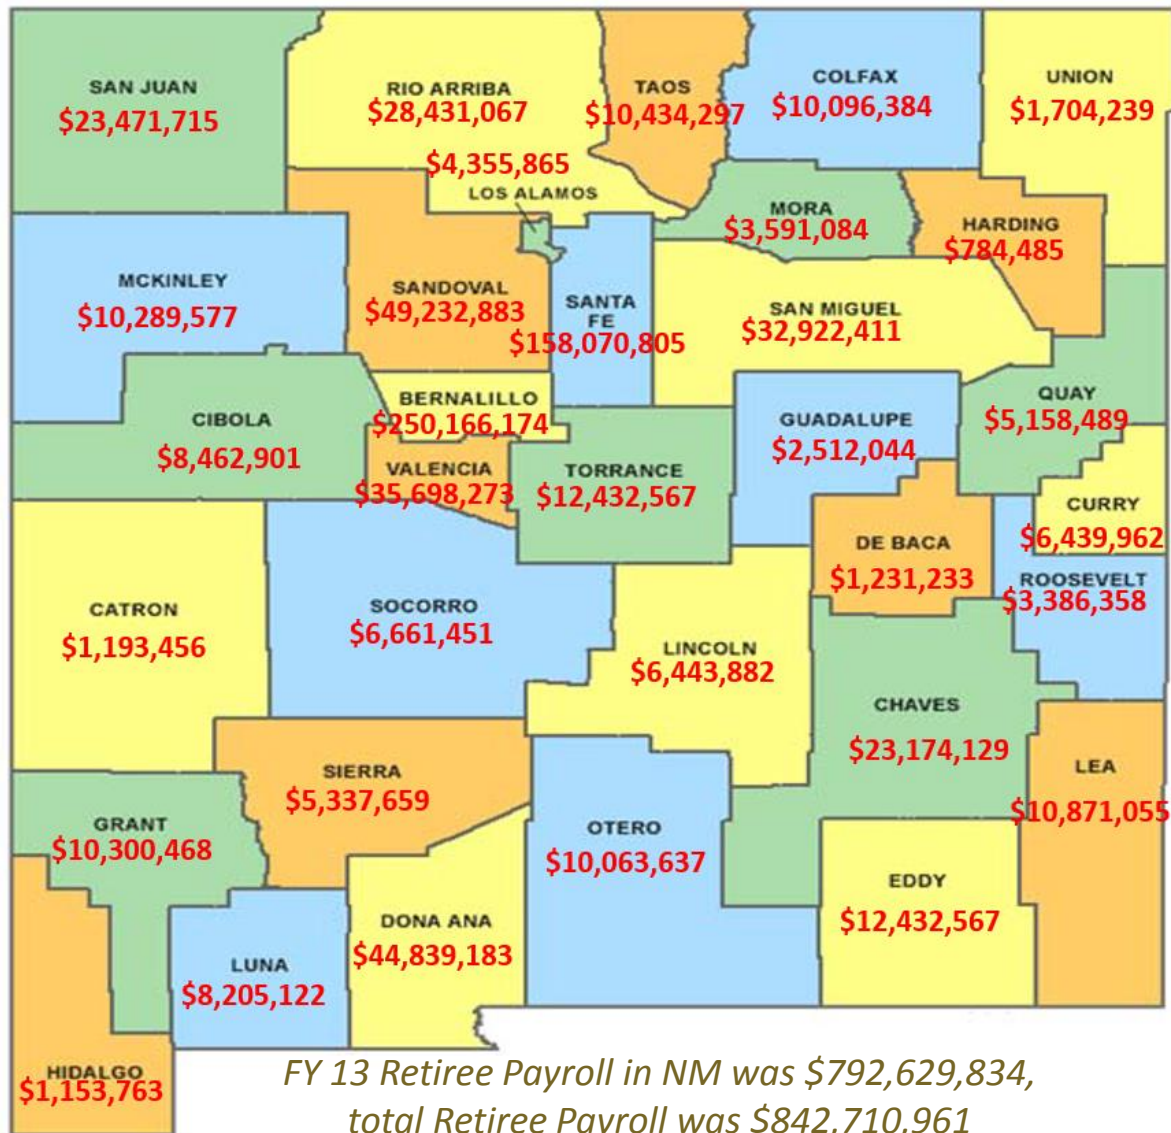 SAN JUAN
$23,471,715
RIO ARRIBA
$28,431,067
TAOS
$10,434,297
COLFAX
$10,096,384
UNION
$1,704,239
$4,355,865
LOS ALAMOS
MORA
$3,591,084
HARDING
$784,485
MCKINLEY
$10,289,577
SANDOVAL
$49,232,883
SANTA
FE
$158,070,805
SAN MIGUEL
$32,922,411
CIBOLA
$8,462,901
BERNALILLO
$250,166,174
VALENCIA
$35,698,273
TORRANCE
$12,432,567
GUADALUPE
$2,512,044
QUAY
$5,158,489
CURRY
$6,439,962
DE BACA
$1,231,233
ROOSEVELT
$3,386,358
CATRON
$1,193,456
SOCORRO
$6,661,451
LINCOLN
$6,443,882
CHAVES
$23,174,129
LEA
$10,871,055
SIERRA
$5,337,659
GRANT
$10,300,468
OTERO
$10,063,637
EDDY
$12,432,567
DONA ANA
$44,839,183
LUNA
$8,205,122
HIDALGO
$1,153,763
FY 13 Retiree Payroll in NM was $792,629,834,
total Retiree Payroll was $842,710,961